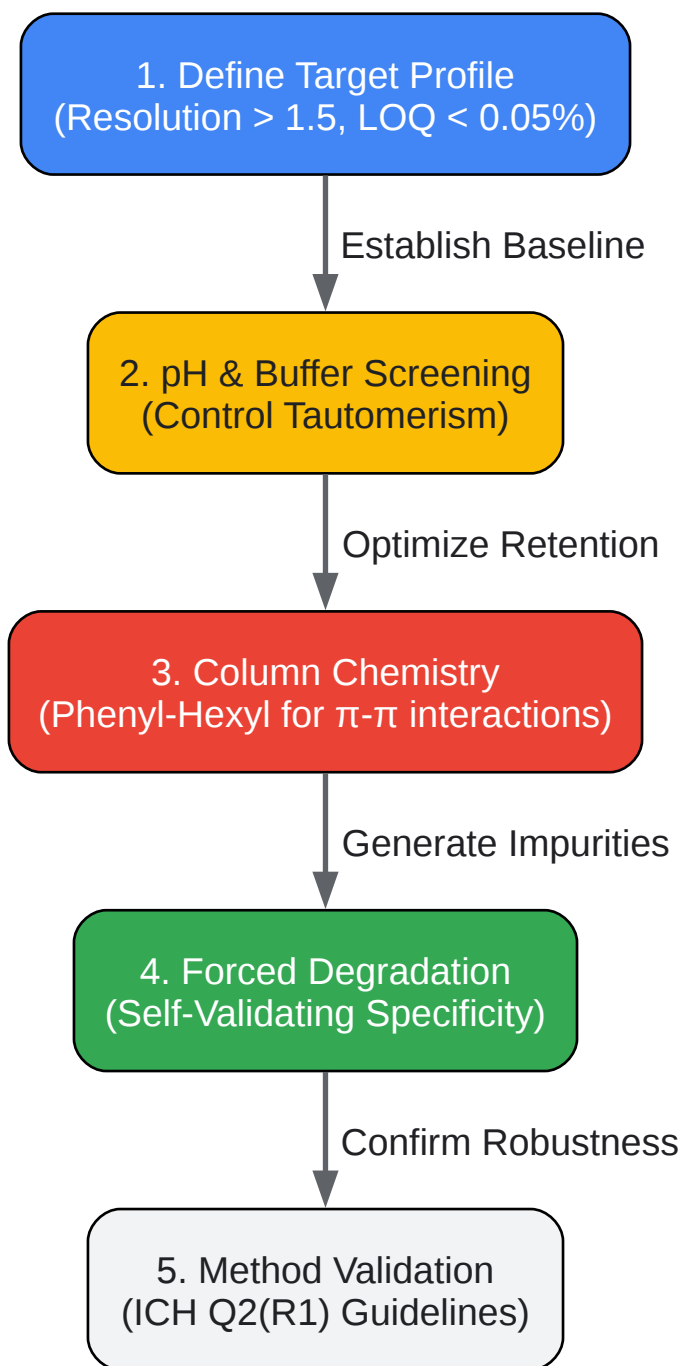 1. Define Target Profile
(Resolution > 1.5, LOQ < 0.05%)
Establish Baseline
2. pH & Buffer Screening
(Control Tautomerism)
Optimize Retention
3. Column Chemistry
(Phenyl-Hexyl for π-π interactions)
Generate Impurities
4. Forced Degradation
(Self-Validating Specificity)
Confirm Robustness
5. Method Validation
(ICH Q2(R1) Guidelines)